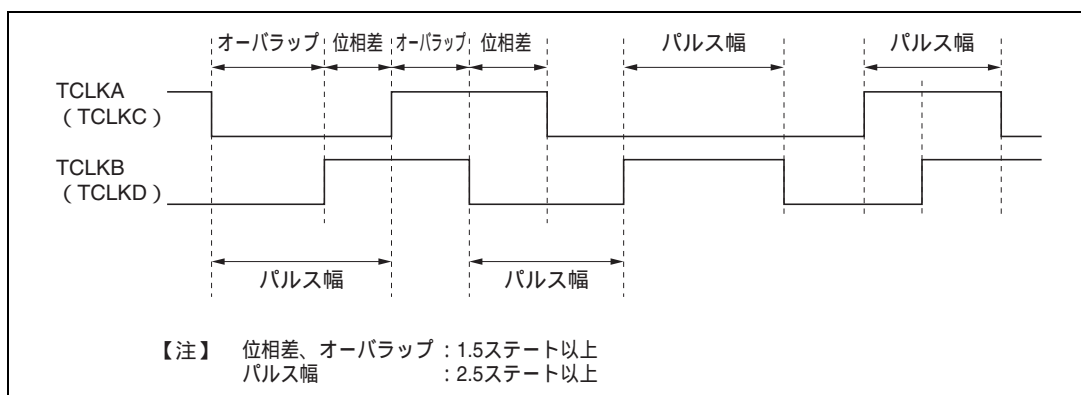 オーバラップ 位相差 オーバラップ 位相差 パルス幅 パルス幅
TCLKA
（TCLKC）
TCLKB
（TCLKD）
パルス幅 パルス幅
【注】 位相差、オーバラップ：1.5ステート以上
パルス幅 ：2.5ステート以上